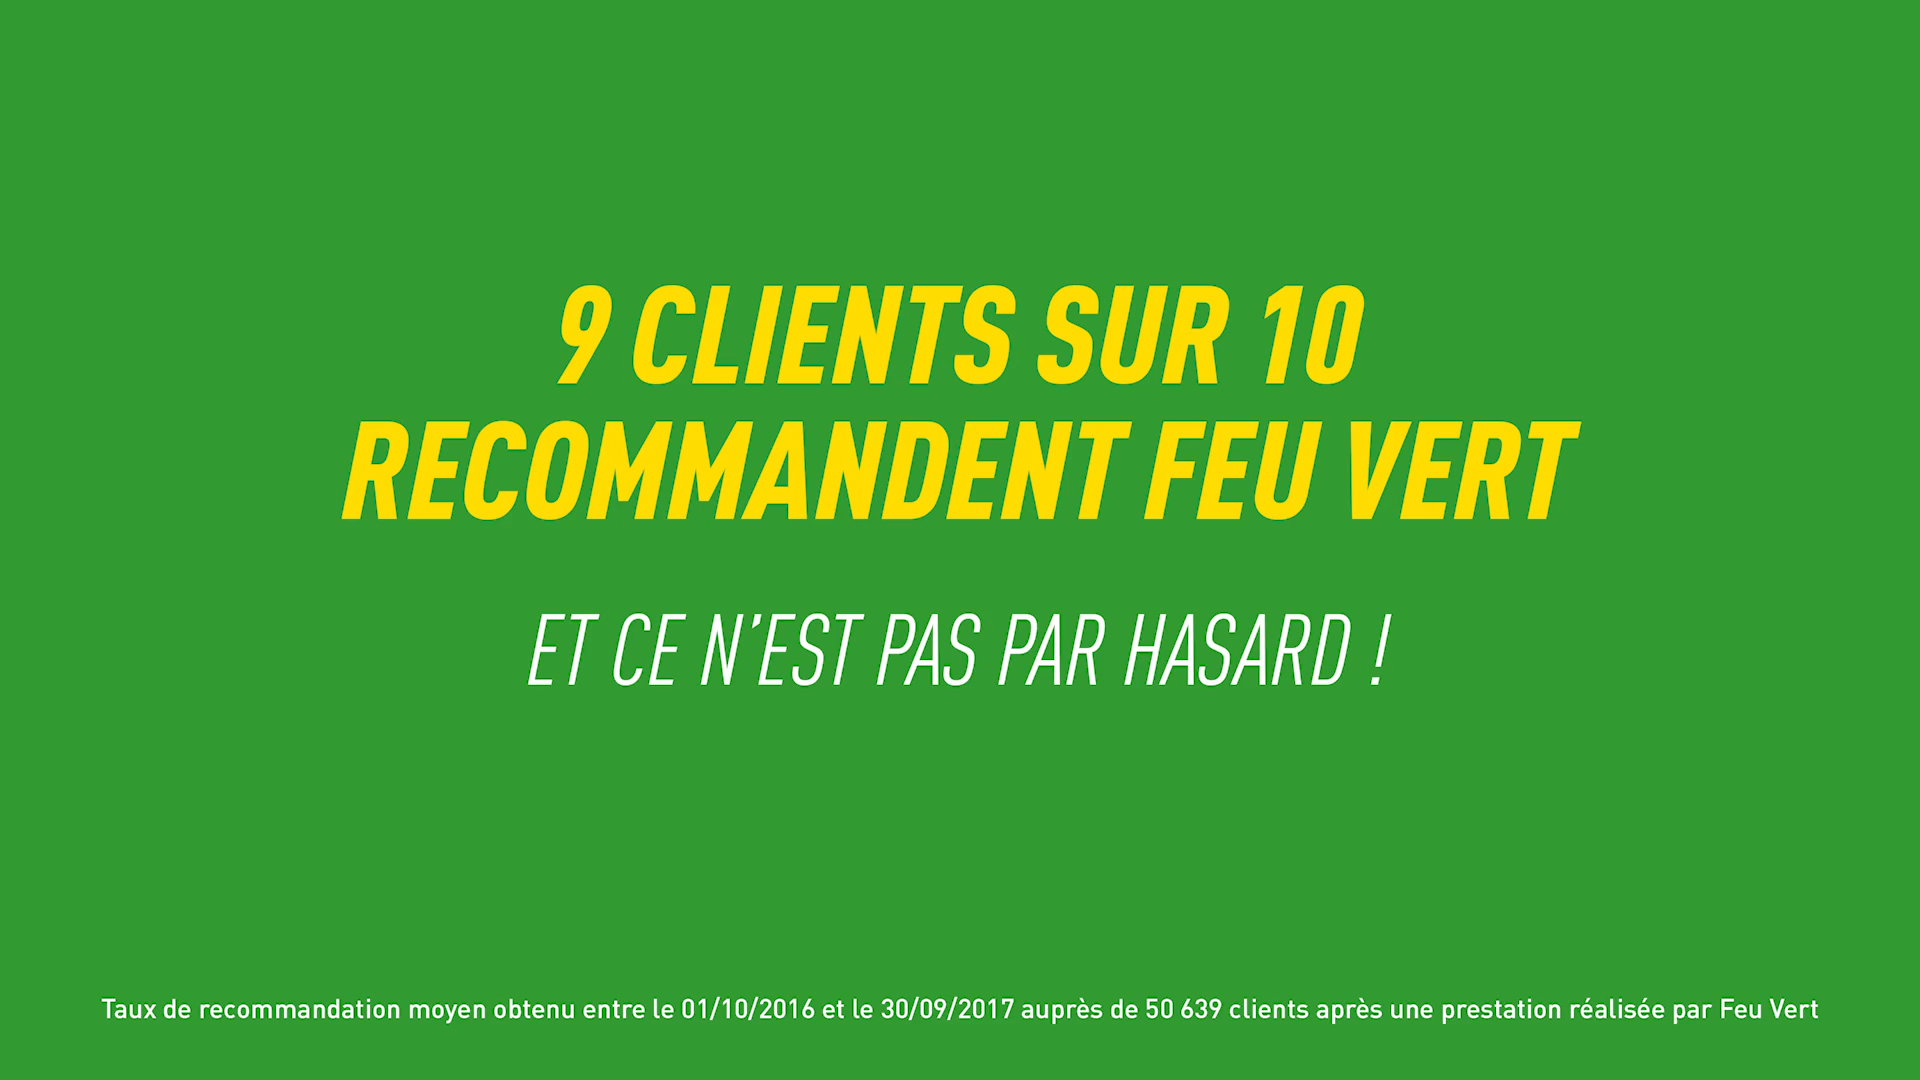 9 CLIENTS SUR 10
RECOMMANDENT FEU VERT
ET CE N’EST PAS PAR HASARD !
Taux de recommandation moyen obtenu entre le 01/10/2016 et le 30/09/2017 auprès de 50 639 clients après une prestation réalisée par Feu Vert